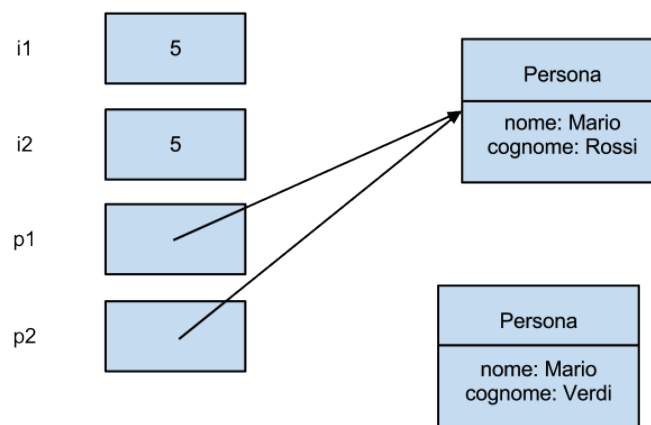 i1
5
i2
5
p1
p2
Persona
nome: Mario
cognome: Rossi
Persona
nome: Mario
cognome: Verdi